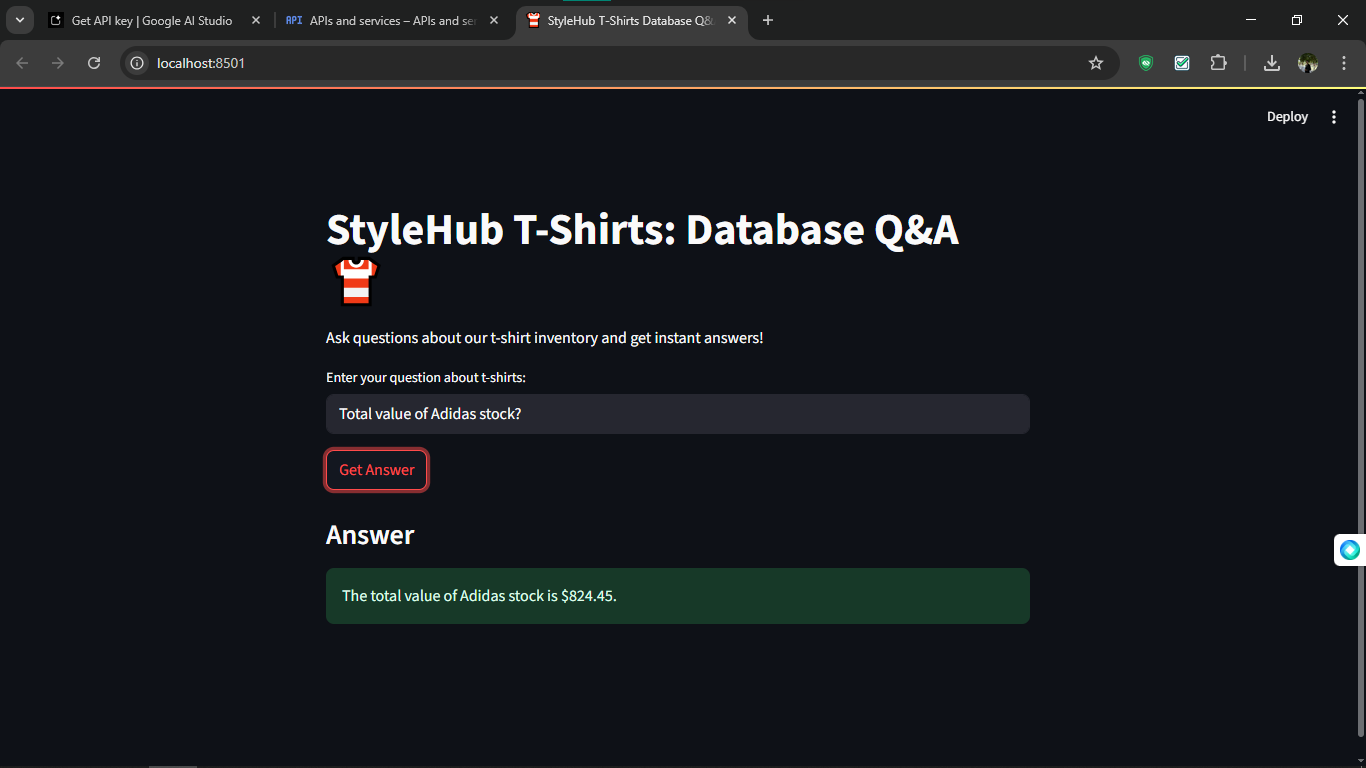 Get API key | Google AI Studio
API APIs and services – APIs and se
StyleHub T-Shirts Database Q&
localhost:8501
Deploy
StyleHub T-Shirts: Database Q&A
Ask questions about our t-shirt inventory and get instant answers!
Enter your question about t-shirts:
Total value of Adidas stock?
Get Answer
Answer
The total value of Adidas stock is $824.45.